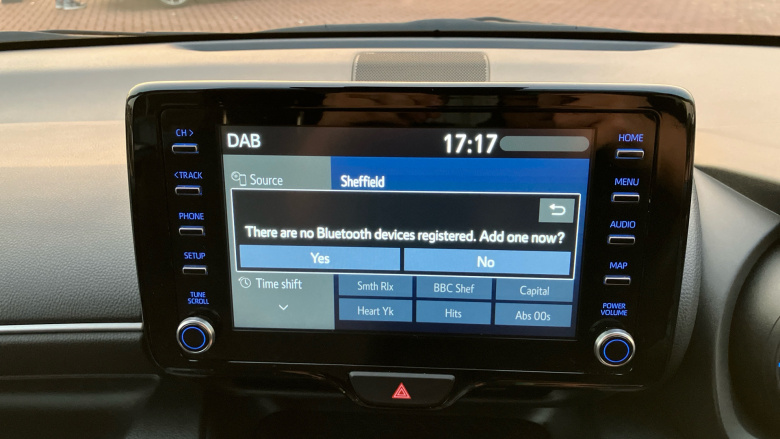 DAB
17:17
CH >
< TRACK
PHONE
SETUP
TUNE
SCROLL
Source
Sheffield
There are no Bluetooth devices registered. Add one now?
Yes
No
Time shift
Smth Rlx
BBC Shef
Capital
Heart Yk
Hits
Abs 00s
HOME
MENU
AUDIO
MAP
POWER
VOLUME